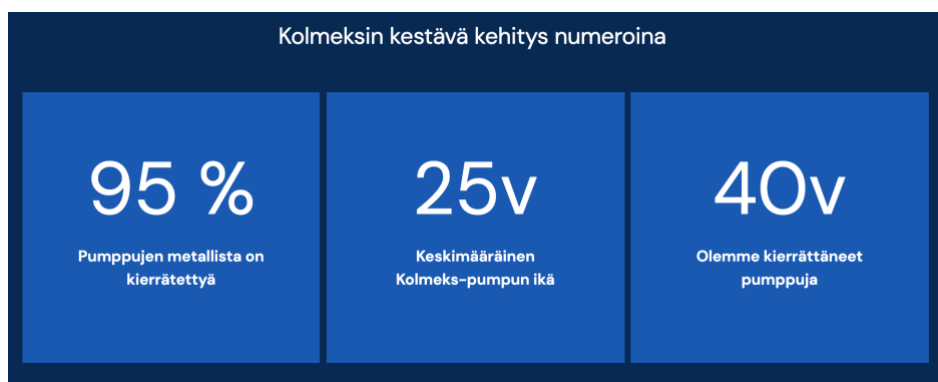 Kolmeksin kestävä kehitys numeroina
95 %
Pumppujen metallista on
kierrätettyä
25v
Keskimääräinen
Kolmeks-pumpun ikä
40v
Olemme kierrättäneet
pumppuja